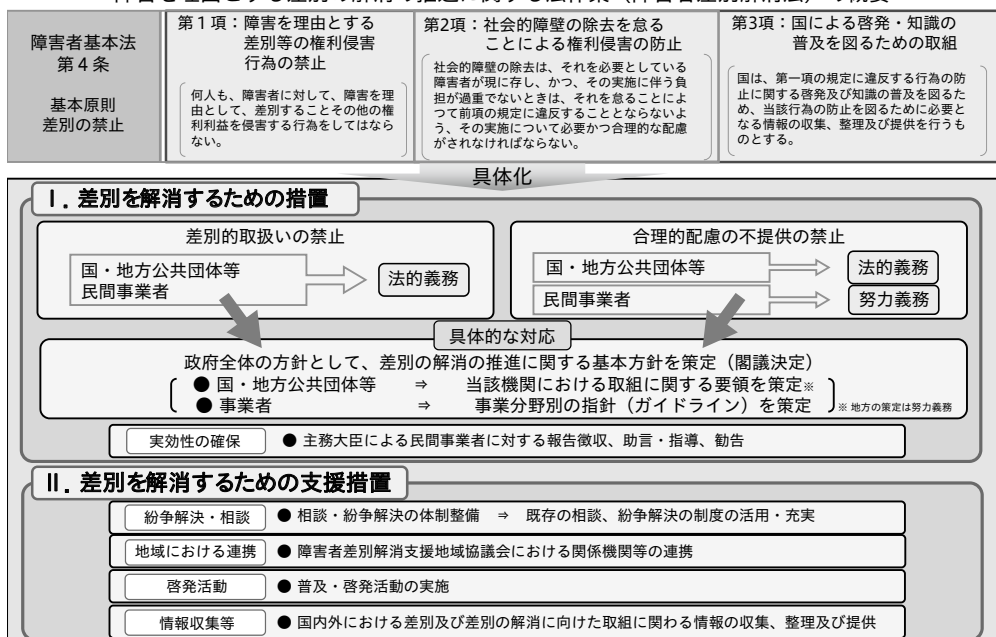 障害者基本法
第４条
基本原則
差別の禁止
第１項：障害を理由とする
差別等の権利侵害
行為の禁止
何人も、障害者に対して、障害を理
由として、差別することその他の権
利利益を侵害する行為をしてはなら
ない。
第2項：社会的障壁の除去を怠る
ことによる権利侵害の防止
社会的障壁の除去は、それを必要としている
障害者が現に存し、かつ、その実施に伴う負
担が過重でないときは、それを怠ることによ
つて前項の規定に違反することとならないよ
う、その実施について必要かつ合理的な配慮
がされなければならない。
第3項：国による啓発・知識の
普及を図るための取組
国は、第一項の規定に違反する行為の防
止に関する啓発及び知識の普及を図るた
め、当該行為の防止を図るために必要と
なる情報の収集、整理及び提供を行うも
のとする。
具体化
Ⅰ．差別を解消するための措置
差別的取扱いの禁止
国・地方公共団体等
民間事業者
法的義務
合理的配慮の不提供の禁止
国・地方公共団体等
法的義務
民間事業者
努力義務
具体的な対応
政府全体の方針として、差別の解消の推進に関する基本方針を策定（閣議決定）
● 国・地方公共団体等 ⇒ 当該機関における取組に関する要領を策定※
● 事業者 ⇒ 事業分野別の指針（ガイドライン）を策定
※ 地方の策定は努力義務
実効性の確保 ● 主務大臣による民間事業者に対する報告徴収、助言・指導、勧告
Ⅱ．差別を解消するための支援措置
紛争解決・相談 ● 相談・紛争解決の体制整備 ⇒ 既存の相談、紛争解決の制度の活用・充実
地域における連携 ● 障害者差別解消支援地域協議会における関係機関等の連携
啓発活動 ● 普及・啓発活動の実施
情報収集等 ● 国内外における差別及び差別の解消に向けた取組に関わる情報の収集、整理及び提供